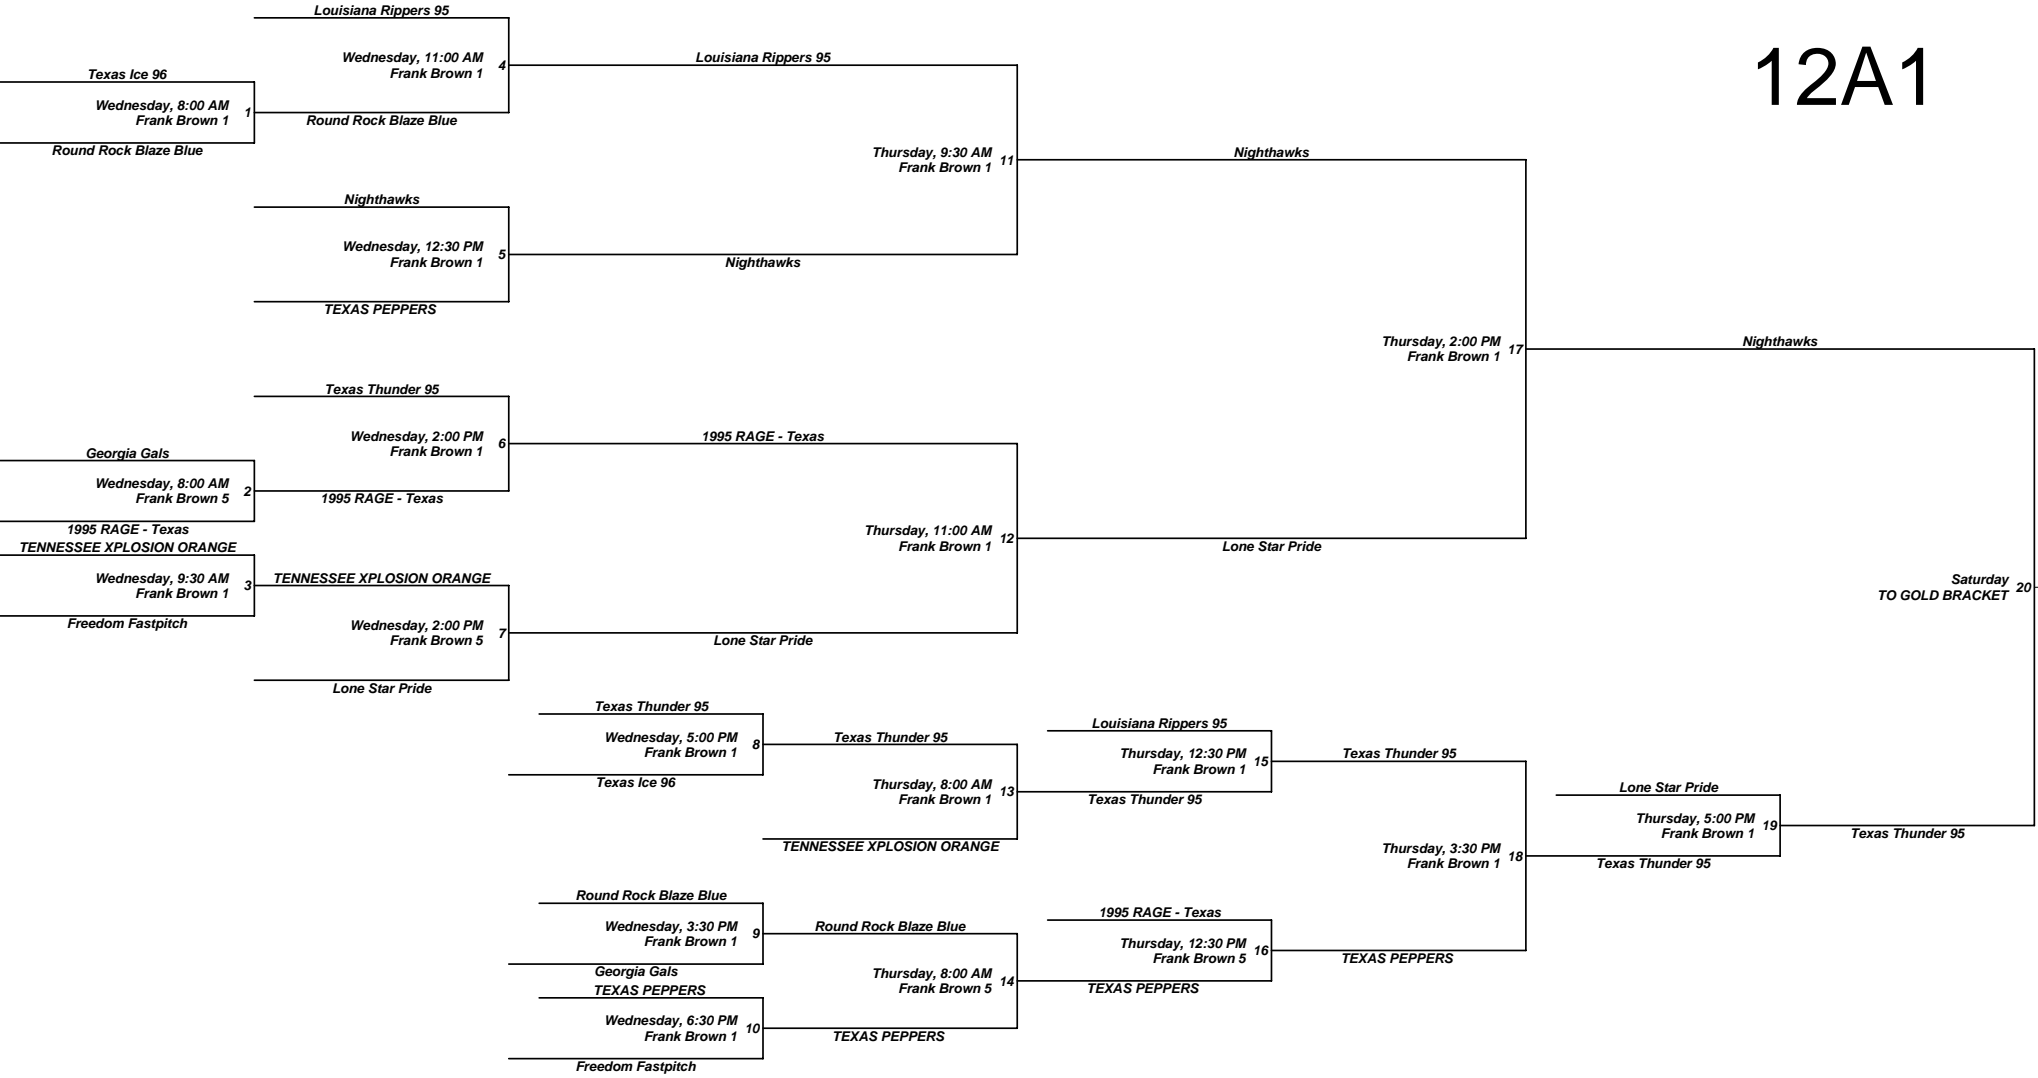 12A1
Louisiana Rippers 95
Wednesday, 11:00 AM
Frank Brown 1
4
Louisiana Rippers 95
Texas Ice 96
Wednesday, 8:00 AM
Frank Brown 1
1
Round Rock Blaze Blue
Round Rock Blaze Blue
Thursday, 9:30 AM
Frank Brown 1
11
Nighthawks
Nighthawks
Wednesday, 12:30 PM
Frank Brown 1
5
Nighthawks
TEXAS PEPPERS
Thursday, 2:00 PM
Frank Brown 1
17
Nighthawks
Texas Thunder 95
Wednesday, 2:00 PM
Frank Brown 1
6
1995 RAGE - Texas
Georgia Gals
Wednesday, 8:00 AM
Frank Brown 5
2
1995 RAGE - Texas
1995 RAGE - Texas
Thursday, 11:00 AM
Frank Brown 1
12
Lone Star Pride
TENNESSEE XPLOSION ORANGE
Wednesday, 9:30 AM
Frank Brown 1
3
TENNESSEE XPLOSION ORANGE
Freedom Fastpitch
Wednesday, 2:00 PM
Frank Brown 5
7
Lone Star Pride
Lone Star Pride
Saturday
TO GOLD BRACKET
20
Texas Thunder 95
Wednesday, 5:00 PM
Frank Brown 1
8
Texas Thunder 95
Texas Ice 96
Thursday, 8:00 AM
Frank Brown 1
13
TENNESSEE XPLOSION ORANGE
Louisiana Rippers 95
Thursday, 12:30 PM
Frank Brown 1
15
Texas Thunder 95
Texas Thunder 95
Lone Star Pride
Thursday, 5:00 PM
Frank Brown 1
19
Texas Thunder 95
Thursday, 3:30 PM
Frank Brown 1
18
Texas Thunder 95
Round Rock Blaze Blue
Wednesday, 3:30 PM
Frank Brown 1
9
Round Rock Blaze Blue
Georgia Gals
Thursday, 8:00 AM
Frank Brown 5
14
1995 RAGE - Texas
Thursday, 12:30 PM
Frank Brown 5
16
TEXAS PEPPERS
TEXAS PEPPERS
TEXAS PEPPERS
Wednesday, 6:30 PM
Frank Brown 1
10
TEXAS PEPPERS
Freedom Fastpitch